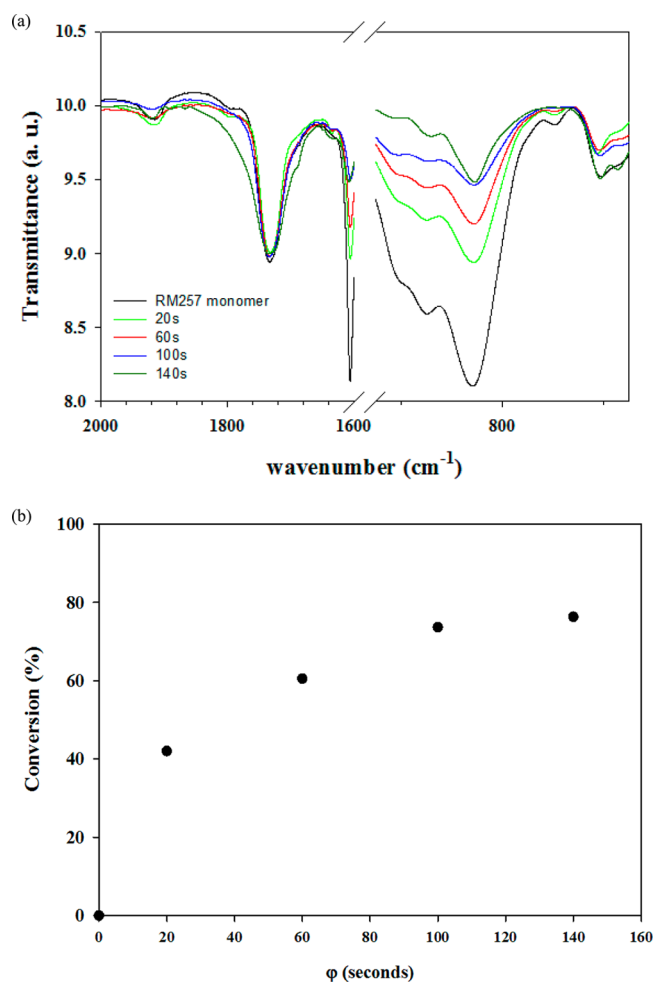 (a)
10.5
10.0
9.5
9.0
8.5
8.0
Transmittance (a. u.)
RM257 monomer
20s
60s
100s
140s
2000 1800 1600 800
wavenumber (cm-1)
(b)
100
80
60
40
20
0
Conversion (%)
0 20 40 60 80 100 120 140 160
φ (seconds)